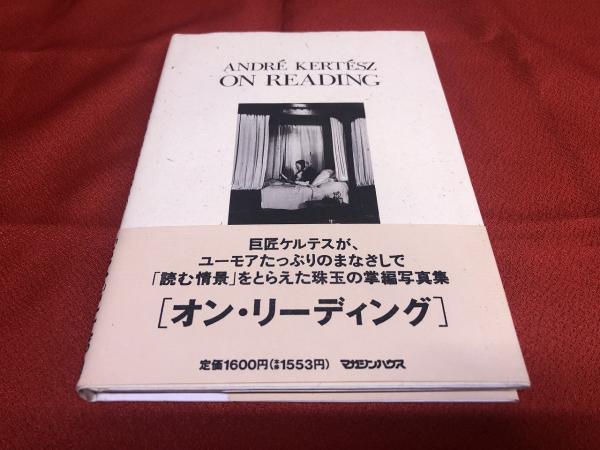 ANDRÉ KERTÉSZ
ON READING
巨匠ケルテスが、
ユーモアたっぷりのまなざしで
「読む情景」をとらえた珠玉の掌編写真集
[オン・リーディング]
定価1600円(本体1553円) マガジンハウス